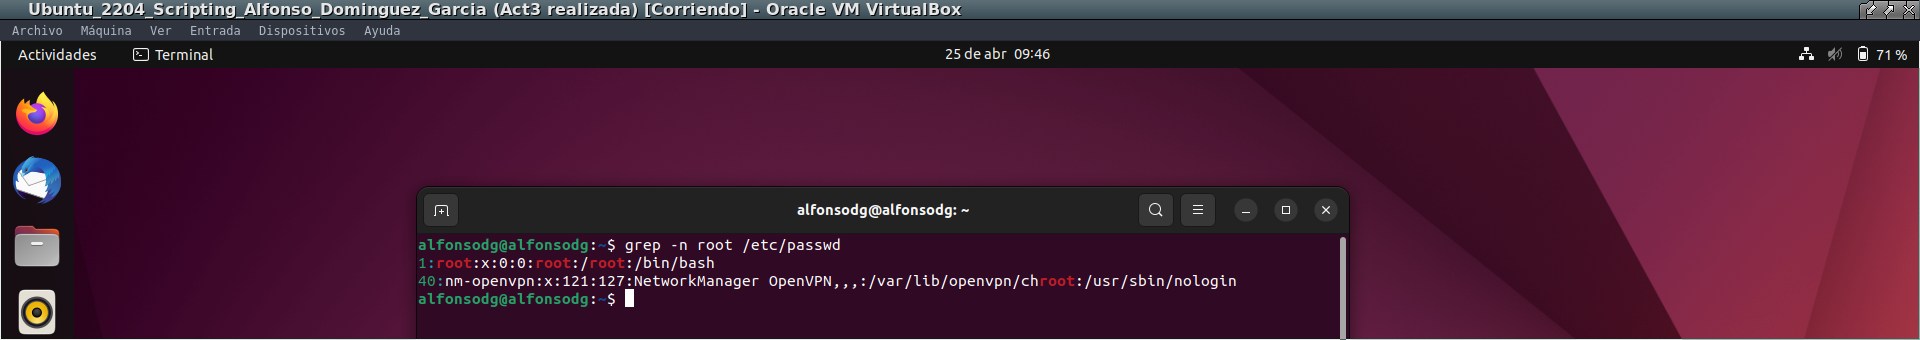 Ubuntu_2204_Scripting_Alfonso_Dominguez_Garcia (Act3 realizada) [Corriendo] - Oracle VM VirtualBox
Archivo Máquina Ver Entrada Dispositivos Ayuda
Actividades Terminal 25 de abr 09:46 71 %
alfonsodg@alfonsodg: ~
alfonsodg@alfonsodg:~$ grep -n root /etc/passwd
1:root:x:0:0:root:/root:/bin/bash
40:nm-openvpn:x:121:127:NetworkManager OpenVPN,,,:/var/lib/openvpn/chroot:/usr/sbin/nologin
alfonsodg@alfonsodg:~$